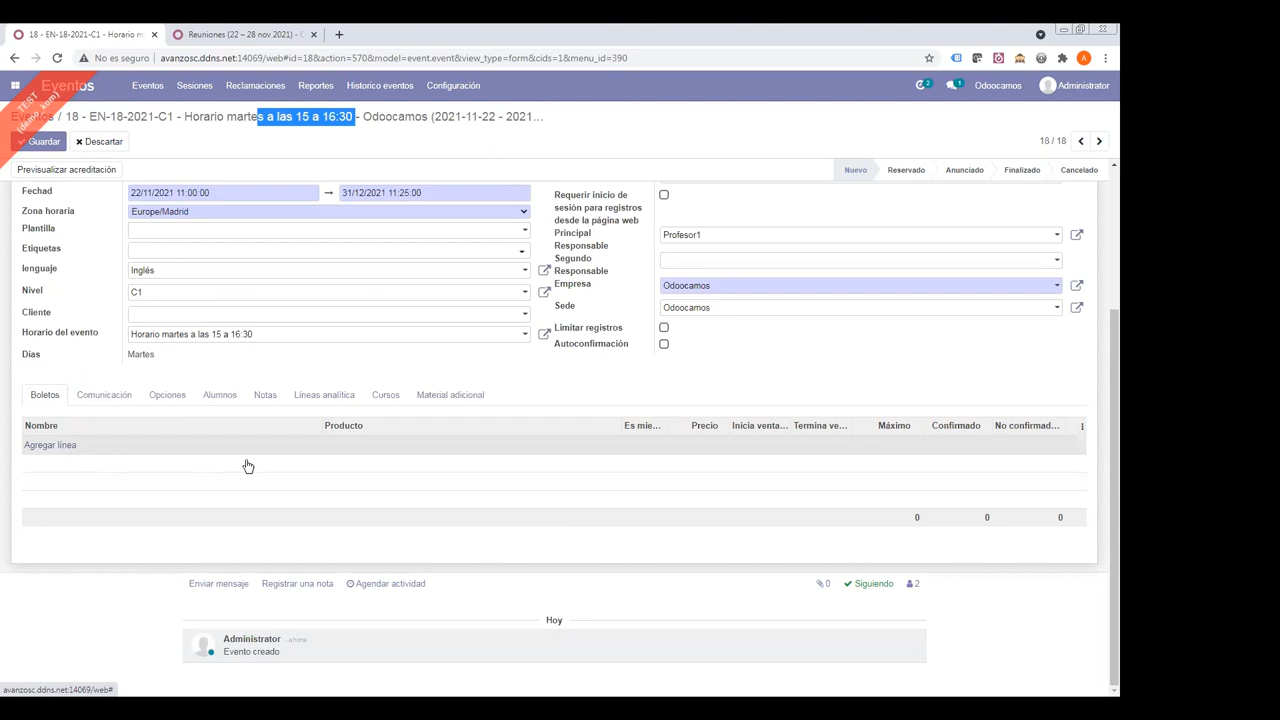 18 - EN-18-2021-C1 - Horario m
Reuniones (22 – 28 nov 2021) - C
No es seguro
avanzosc.ddns.net:14069/web#id=18&action=570&model=event.event&view_type=form&cids=1&menu_id=390
A
Eventos
Eventos
Sesiones
Reclamaciones
Reportes
Historico eventos
Configuración
2
1
Odoocamos
Administrador
TEST
Eventos / 18 - EN-18-2021-C1 - Horario martes a las 15 a 16:30 - Odoocamos (2021-11-22 - 2021...
Guardar
Descartar
18 / 18
Previsualizar acreditación
Nuevo
Reservado
Anunciado
Finalizado
Cancelado
Fechad
22/11/2021 11:00:00
31/12/2021 11:25:00
Zona horaria
Europe/Madrid
Plantilla
Etiquetas
lenguaje
Inglés
Nivel
C1
Cliente
Horario del evento
Horario martes a las 15 a 16:30
Días
Martes
Requerir inicio de
sesión para registros
desde la página web
Principal
Responsable
Profesor1
Segundo
Responsable
Empresa
Odoocamos
Sede
Odoocamos
Limitar registros
Autoconfirmación
Boletos
Comunicación
Opciones
Alumnos
Notas
Líneas analítica
Cursos
Material adicional
Nombre
Producto
Es mie...
Precio
Inicia venta...
Termina ve...
Máximo
Confirmado
No confirmad...
Agregar línea
0
0
0
Enviar mensaje
Registrar una nota
Agendar actividad
0
Siguiendo
2
Hoy
Administrator - ahora
Evento creado
avanzosc.ddns.net:14069/web#